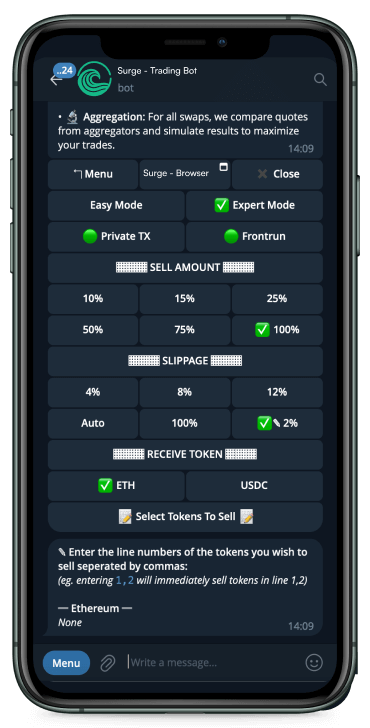 ..24
Surge - Trading Bot
bot
• 🔬 Aggregation: For all swaps, we compare quotes
from aggregators and simulate results to maximize
your trades.
14:09
Menu Surge - Browser Close
Easy Mode ✅ Expert Mode
🟢 Private TX 🟢 Frontrun
SELL AMOUNT
10% 15% 25%
50% 75% ✅ 100%
SLIPPAGE
4% 8% 12%
Auto 100% ✅✎ 2%
RECEIVE TOKEN
✅ ETH USDC
📝 Select Tokens To Sell 📝
✎ Enter the line numbers of the tokens you wish to
sell seperated by commas:
(eg. entering 1,2 will immediately sell tokens in line 1,2)
— Ethereum —
None
14:09
Menu Write a message...